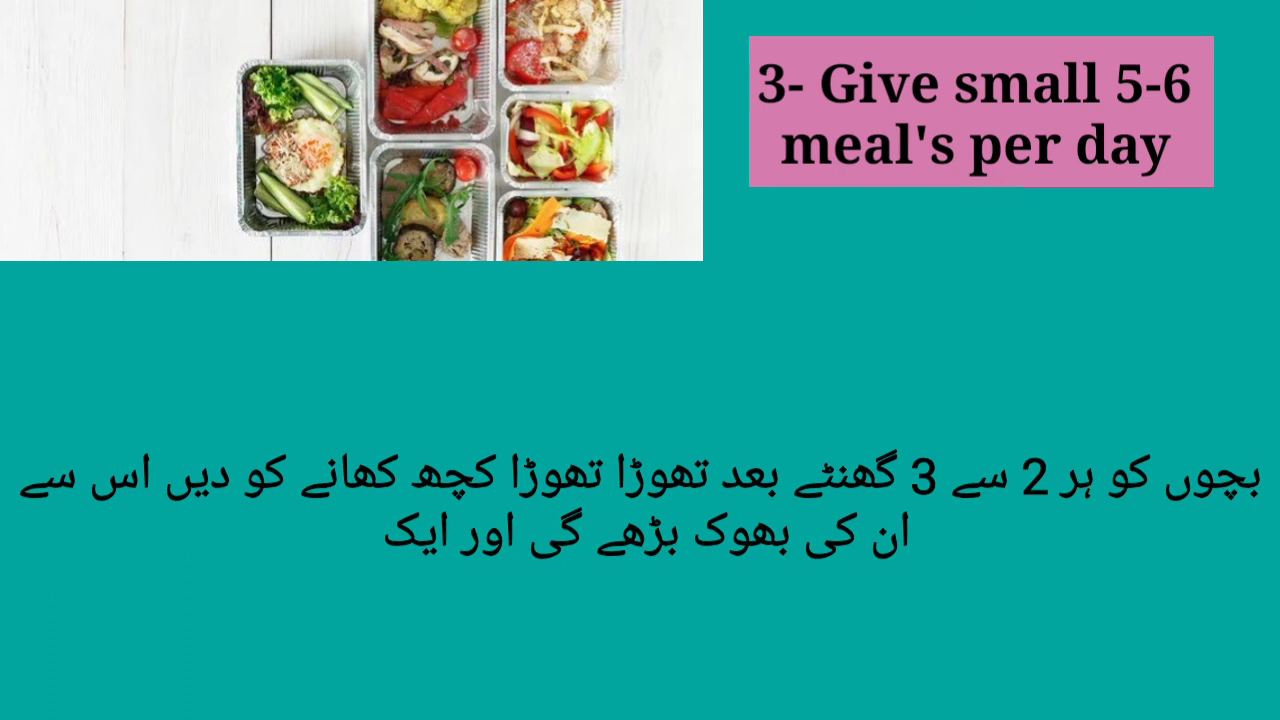 3- Give small 5-6
meal's per day
بچوں کو ہر 2 سے 3 گھنٹے بعد تھوڑا تھوڑا کچھ کھانے کو دیں اس سے
ان کی بھوک بڑھے گی اور ایک